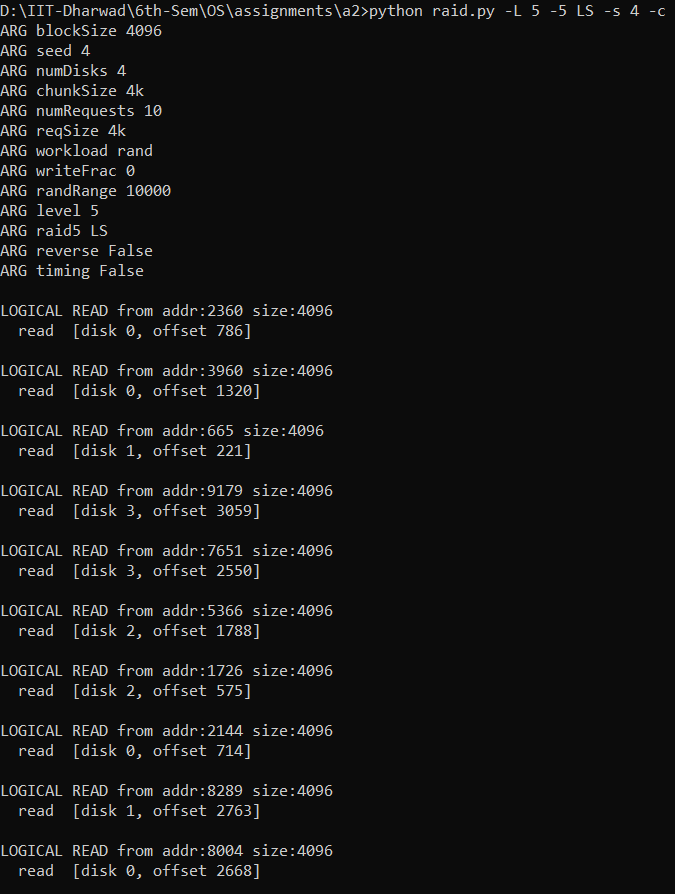 D:\IIT-Dharwad\6th-Sem\OS\assignments\a2>python raid.py -L 5 -5 LS -s 4 -c
ARG blockSize 4096
ARG seed 4
ARG numDisks 4
ARG chunkSize 4k
ARG numRequests 10
ARG reqSize 4k
ARG workload rand
ARG writeFrac 0
ARG randRange 10000
ARG level 5
ARG raid5 LS
ARG reverse False
ARG timing False

LOGICAL READ from addr:2360 size:4096
  read  [disk 0, offset 786]

LOGICAL READ from addr:3960 size:4096
  read  [disk 0, offset 1320]

LOGICAL READ from addr:665 size:4096
  read  [disk 1, offset 221]

LOGICAL READ from addr:9179 size:4096
  read  [disk 3, offset 3059]

LOGICAL READ from addr:7651 size:4096
  read  [disk 3, offset 2550]

LOGICAL READ from addr:5366 size:4096
  read  [disk 2, offset 1788]

LOGICAL READ from addr:1726 size:4096
  read  [disk 2, offset 575]

LOGICAL READ from addr:2144 size:4096
  read  [disk 0, offset 714]

LOGICAL READ from addr:8289 size:4096
  read  [disk 1, offset 2763]

LOGICAL READ from addr:8004 size:4096
  read  [disk 0, offset 2668]